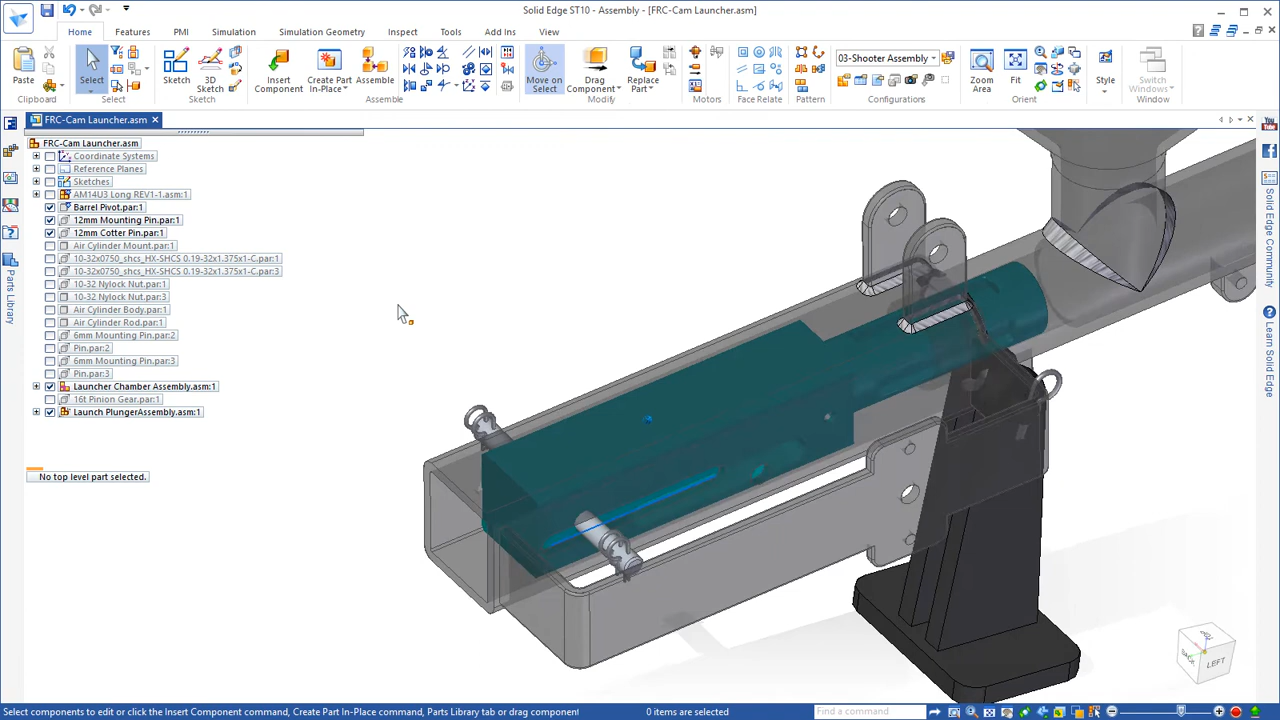 Solid Edge ST10 - Assembly - [FRC-Cam Launcher.asm]
Home Features PMI Simulation Simulation Geometry Inspect Tools Add Ins View
Paste
Clipboard
Select
Select
Sketch
3D Sketch
Sketch
Insert Component
Create Part In-Place
Assemble
Assemble
Move on Select
Drag Component
Replace Part
Modify
Motors
Face Relate
Pattern
03-Shooter Assembly
Configurations
Zoom Area
Fit
Orient
Style
Switch Windows
Window
FRC-Cam Launcher.asm
FRC-Cam Launcher.asm
Coordinate Systems
Reference Planes
Sketches
AM14U3 Long REV1-1.asm:1
Barrel Pivot.par:1
12mm Mounting Pin.par:1
12mm Cotter Pin.par:1
Air Cylinder Mount.par:1
10-32x0750_shcs_HX-SHCS 0.19-32x1.375x1-C.par:1
10-32x0750_shcs_HX-SHCS 0.19-32x1.375x1-C.par:3
10-32 Nylock Nut.par:1
10-32 Nylock Nut.par:3
Air Cylinder Body.par:1
Air Cylinder Rod.par:1
6mm Mounting Pin.par:2
Pin.par:2
6mm Mounting Pin.par:3
Pin.par:3
Launcher Chamber Assembly.asm:1
16t Pinion Gear.par:1
Launch PlungerAssembly.asm:1
No top level part selected.
Parts Library
You Tube
Solid Edge Community
Learn Solid Edge
TOP
BACK
LEFT
Select components to edit or click the Insert Component command, Create Part In-Place command, Parts Library tab or drag component
0 items are selected
Find a command